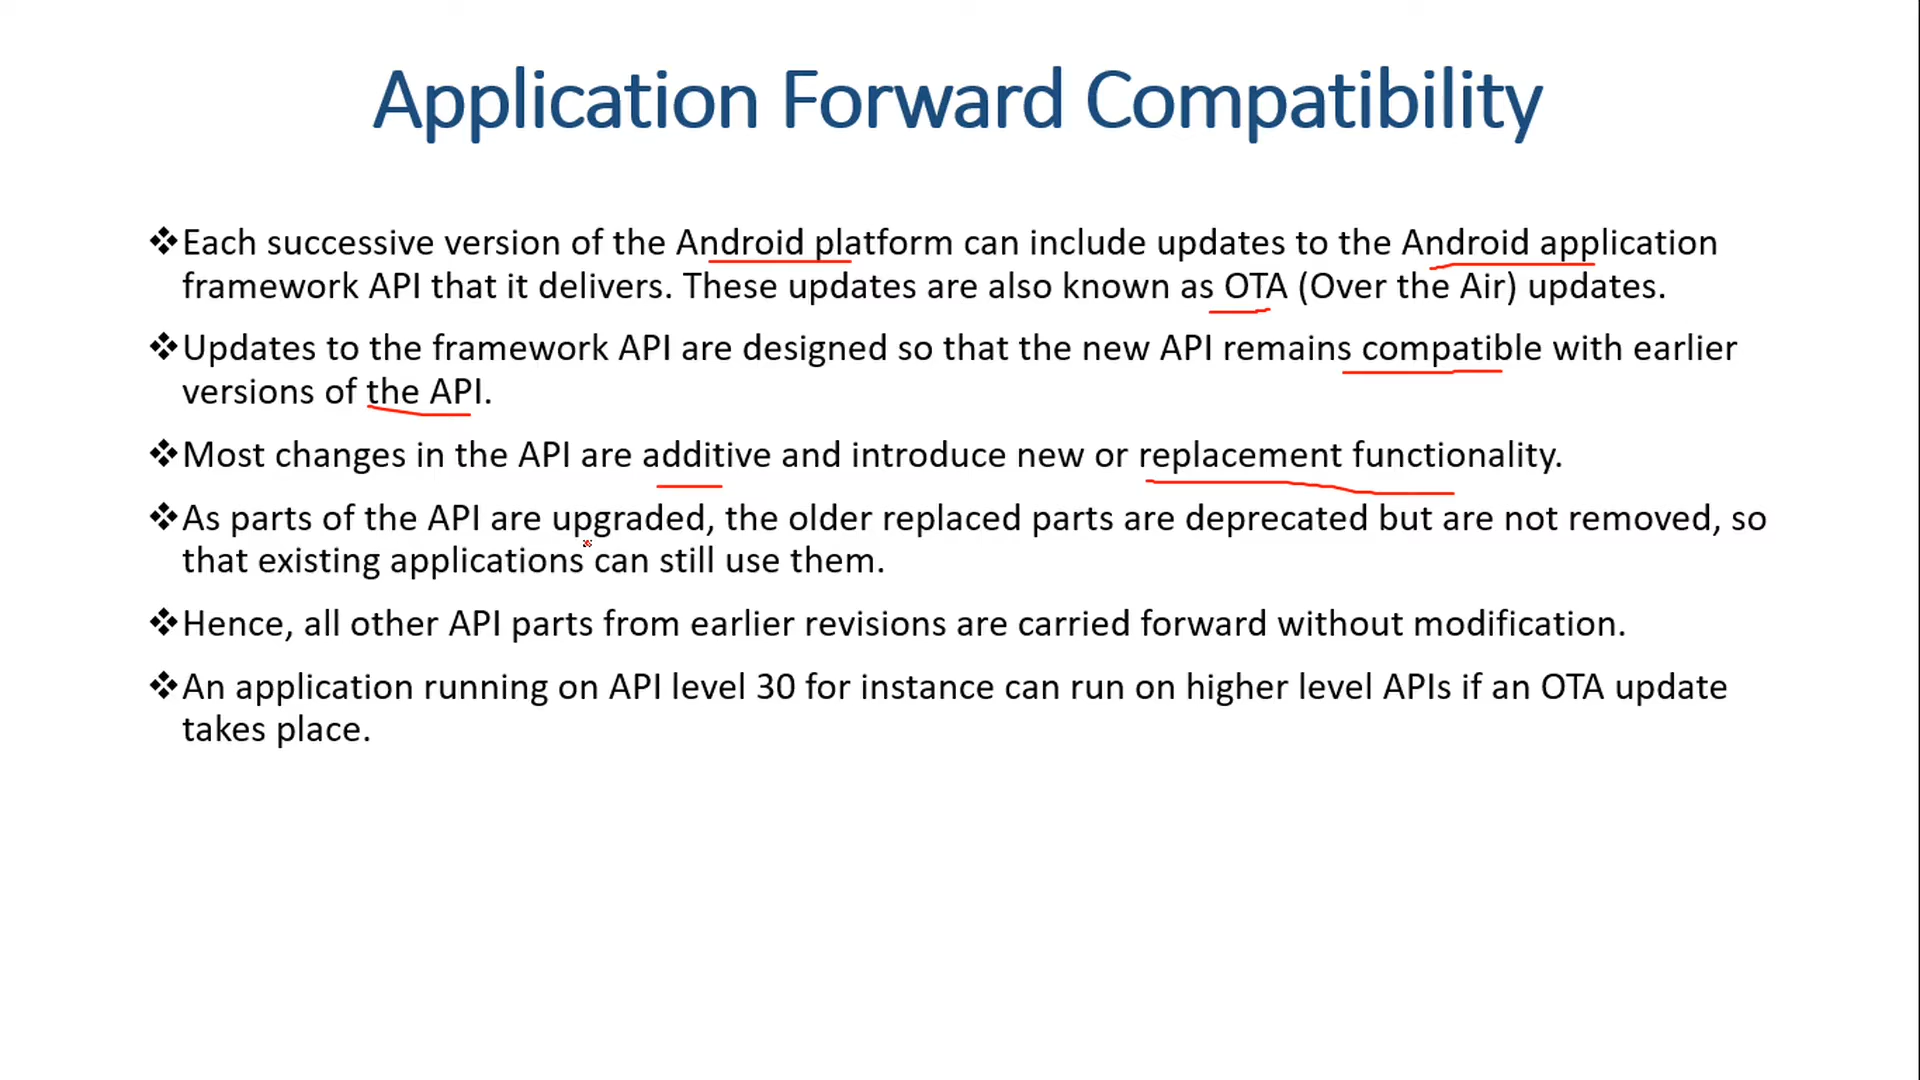 Application Forward Compatibility
❖Each successive version of the Android platform can include updates to the Android application
framework API that it delivers. These updates are also known as OTA (Over the Air) updates.
❖Updates to the framework API are designed so that the new API remains compatible with earlier
versions of the API.
❖Most changes in the API are additive and introduce new or replacement functionality.
❖As parts of the API are upgraded, the older replaced parts are deprecated but are not removed, so
that existing applications can still use them.
❖Hence, all other API parts from earlier revisions are carried forward without modification.
❖An application running on API level 30 for instance can run on higher level APIs if an OTA update
takes place.